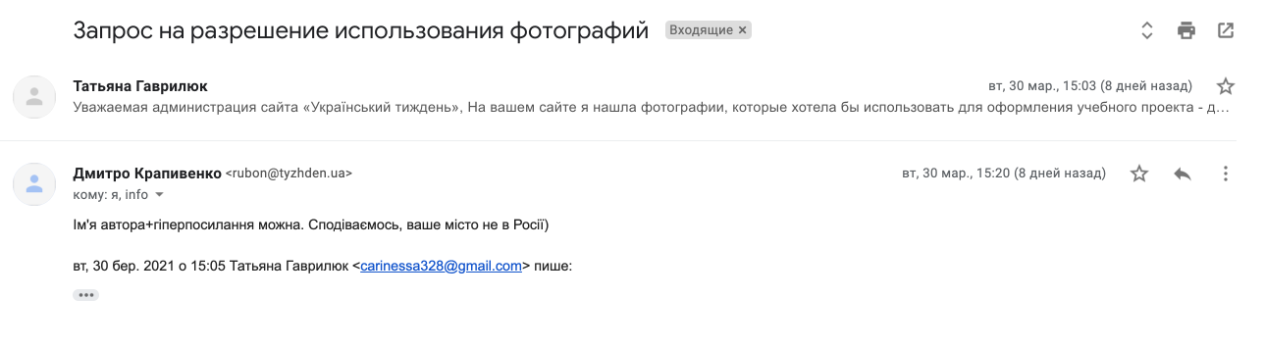 Запрос на разрешение использования фотографий Входящие ×
Татьяна Гаврилюк вт, 30 мар., 15:03 (8 дней назад)
Уважаемая администрация сайта «Український тиждень», На вашем сайте я нашла фотографии, которые хотела бы использовать для оформления учебного проекта - д…
Дмитро Крапивенко <rubon@tyzhden.ua> вт, 30 мар., 15:20 (8 дней назад)
кому: я, info
Ім'я автора+гіперпосилання можна. Сподіваємось, ваше місто не в Росії)
вт, 30 бер. 2021 о 15:05 Татьяна Гаврилюк <carinessa328@gmail.com> пише: